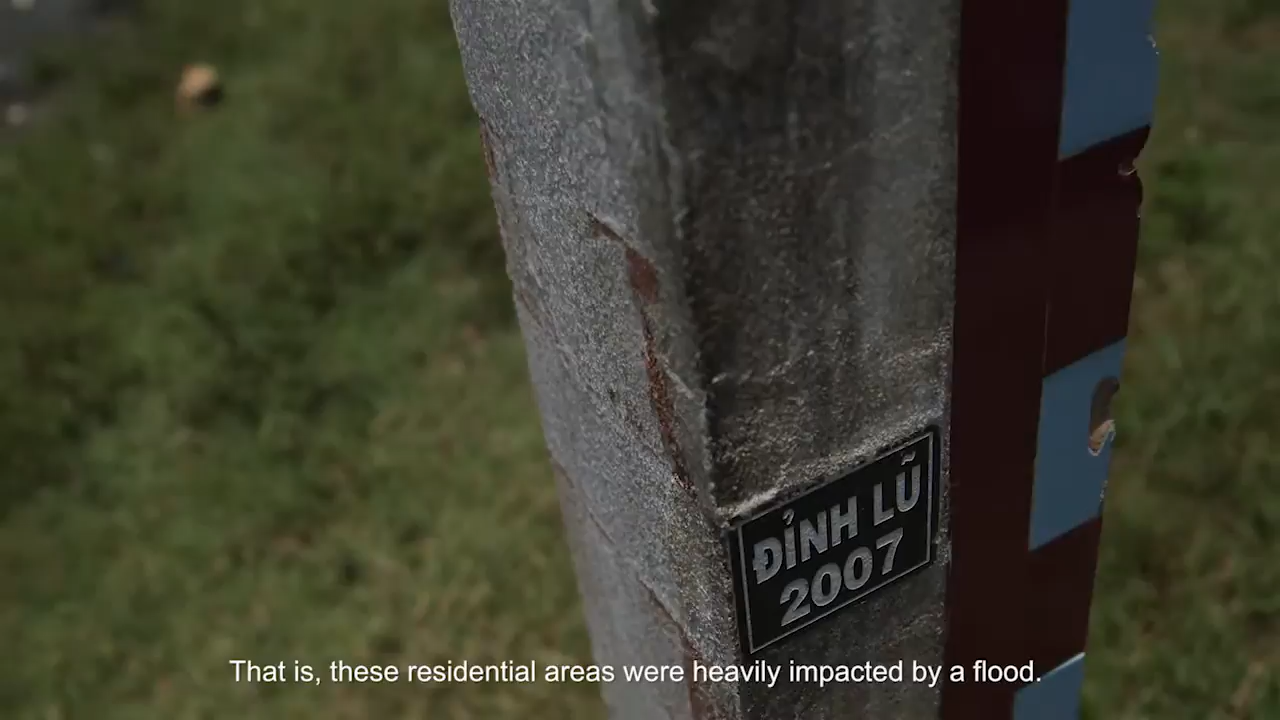 ĐỈNH LŨ
2007
That is, these residential areas were heavily impacted by a flood.